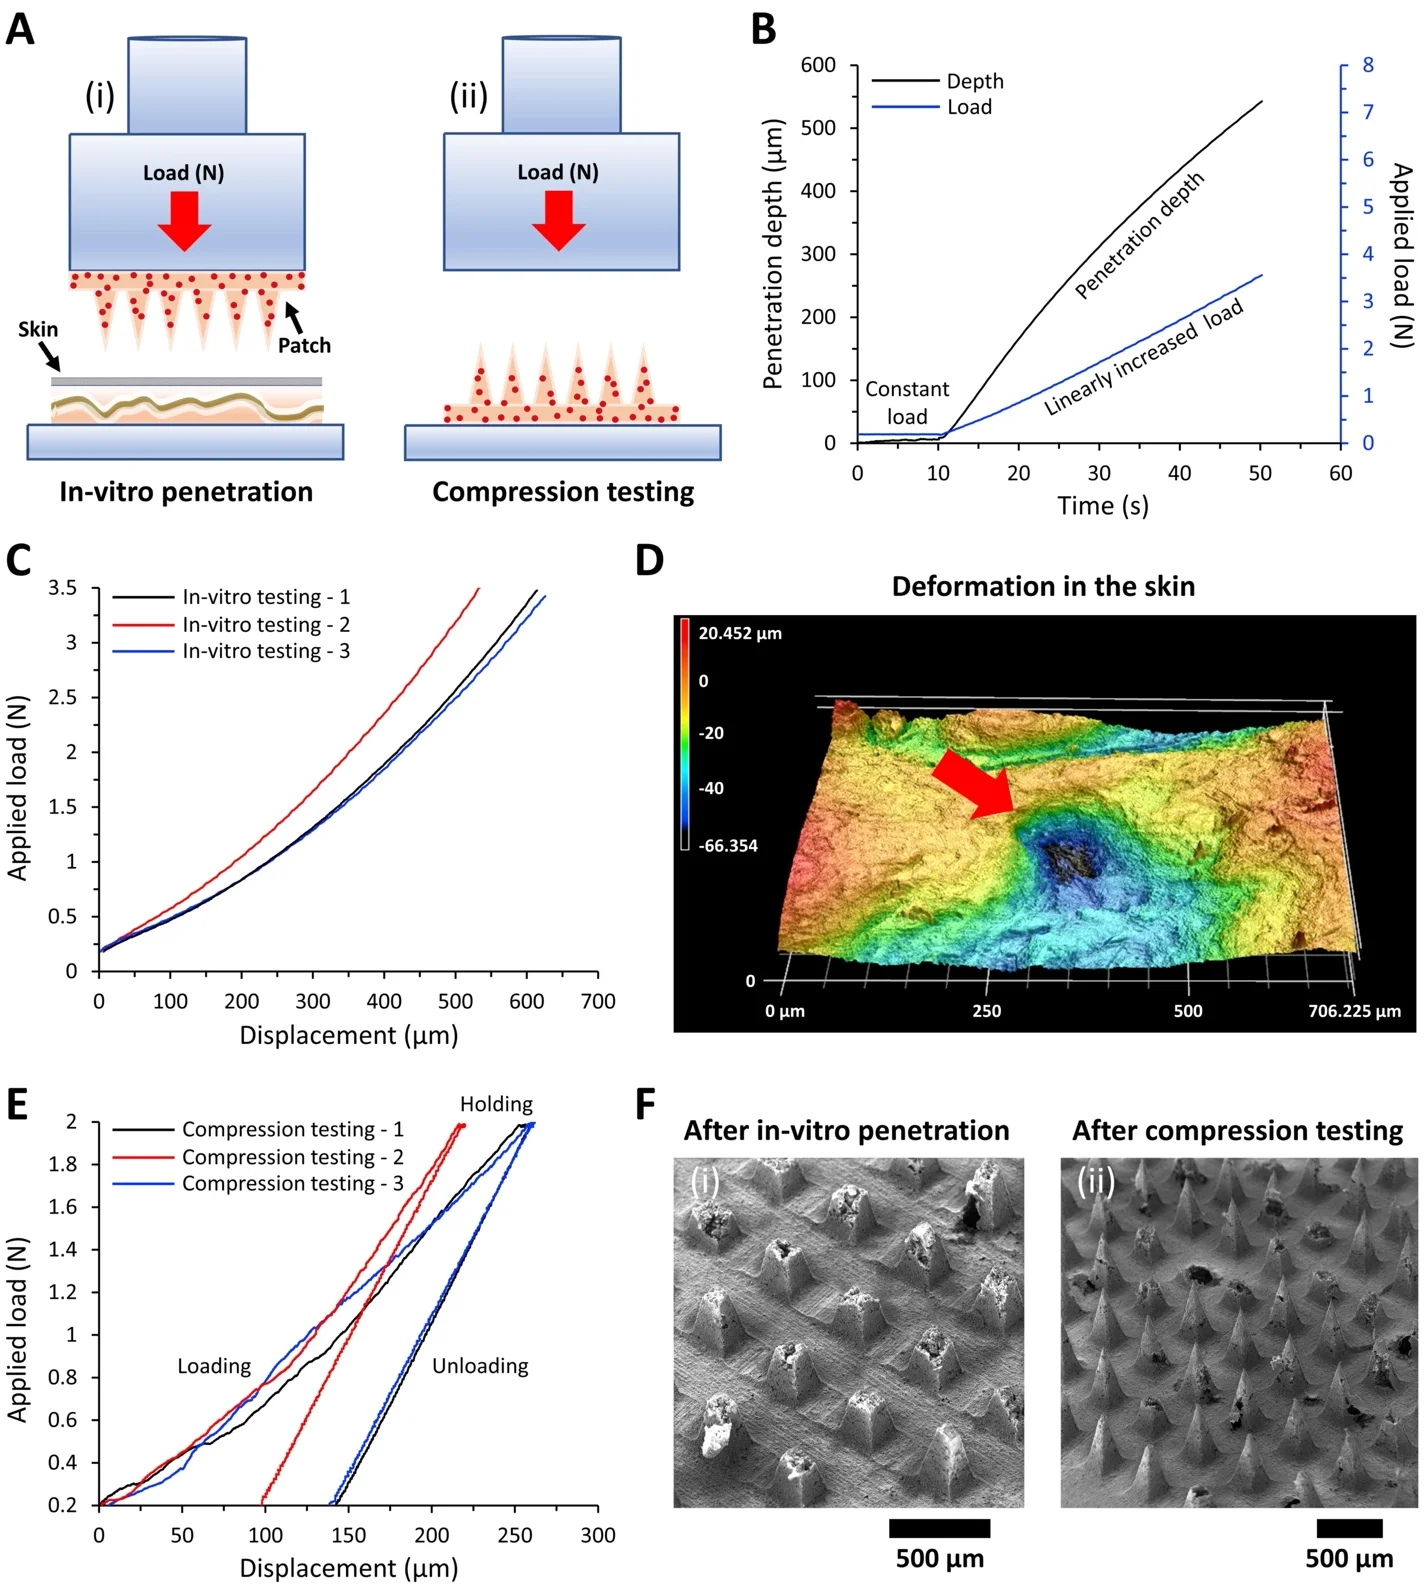 A
(i)
Load (N)
Skin
Patch
In-vitro penetration
(ii)
Load (N)
Compression testing
B
600
500
400
300
200
100
0
Penetration depth (µm)
Depth
Load
Penetration depth
Linearly increased load
Constant
load
8
7
6
5
4
3
2
1
0
Applied load (N)
0 10 20 30 40 50 60
Time (s)
C
3.5
3
2.5
2
1.5
1
0.5
0
Applied load (N)
In-vitro testing - 1
In-vitro testing - 2
In-vitro testing - 3
0 100 200 300 400 500 600 700
Displacement (µm)
D
Deformation in the skin
20.452 µm
0
-20
-40
-66.354
0
0 µm 250 500 706.225 µm
E
2
1.8
1.6
1.4
1.2
1
0.8
0.6
0.4
0.2
Applied load (N)
Holding
Compression testing - 1
Compression testing - 2
Compression testing - 3
Loading
Unloading
0 50 100 150 200 250 300
Displacement (µm)
F
After in-vitro penetration
(i)
500 µm
After compression testing
(ii)
500 µm